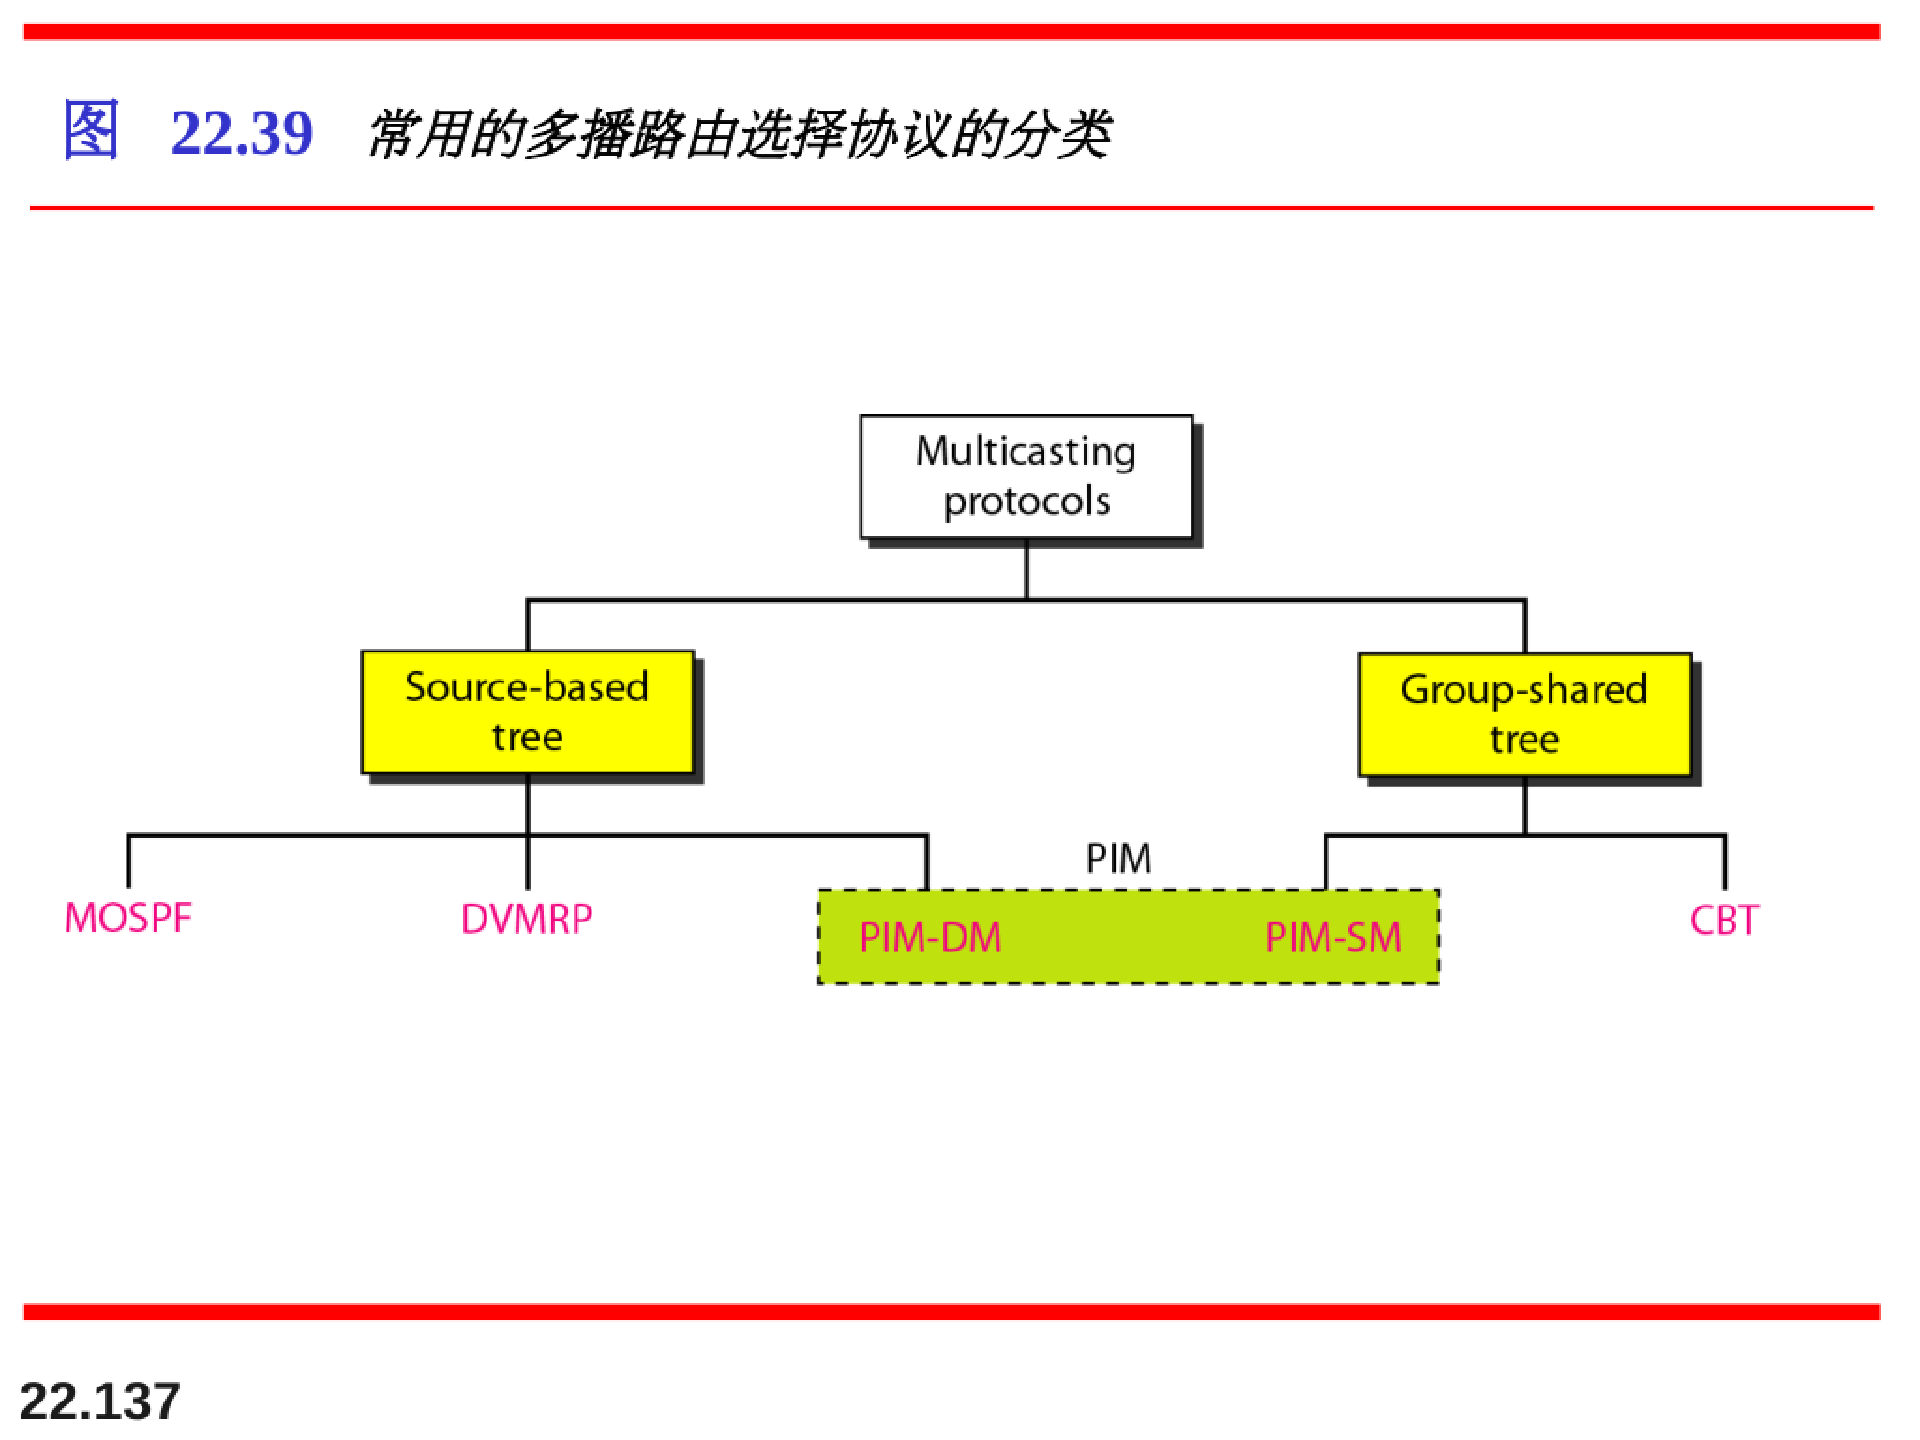 图 22.39 常用的多播路由选择协议的分类
Multicasting
protocols
Source-based
tree
Group-shared
tree
PIM
MOSPF
DVMRP
PIM-DM
PIM-SM
CBT
22.137